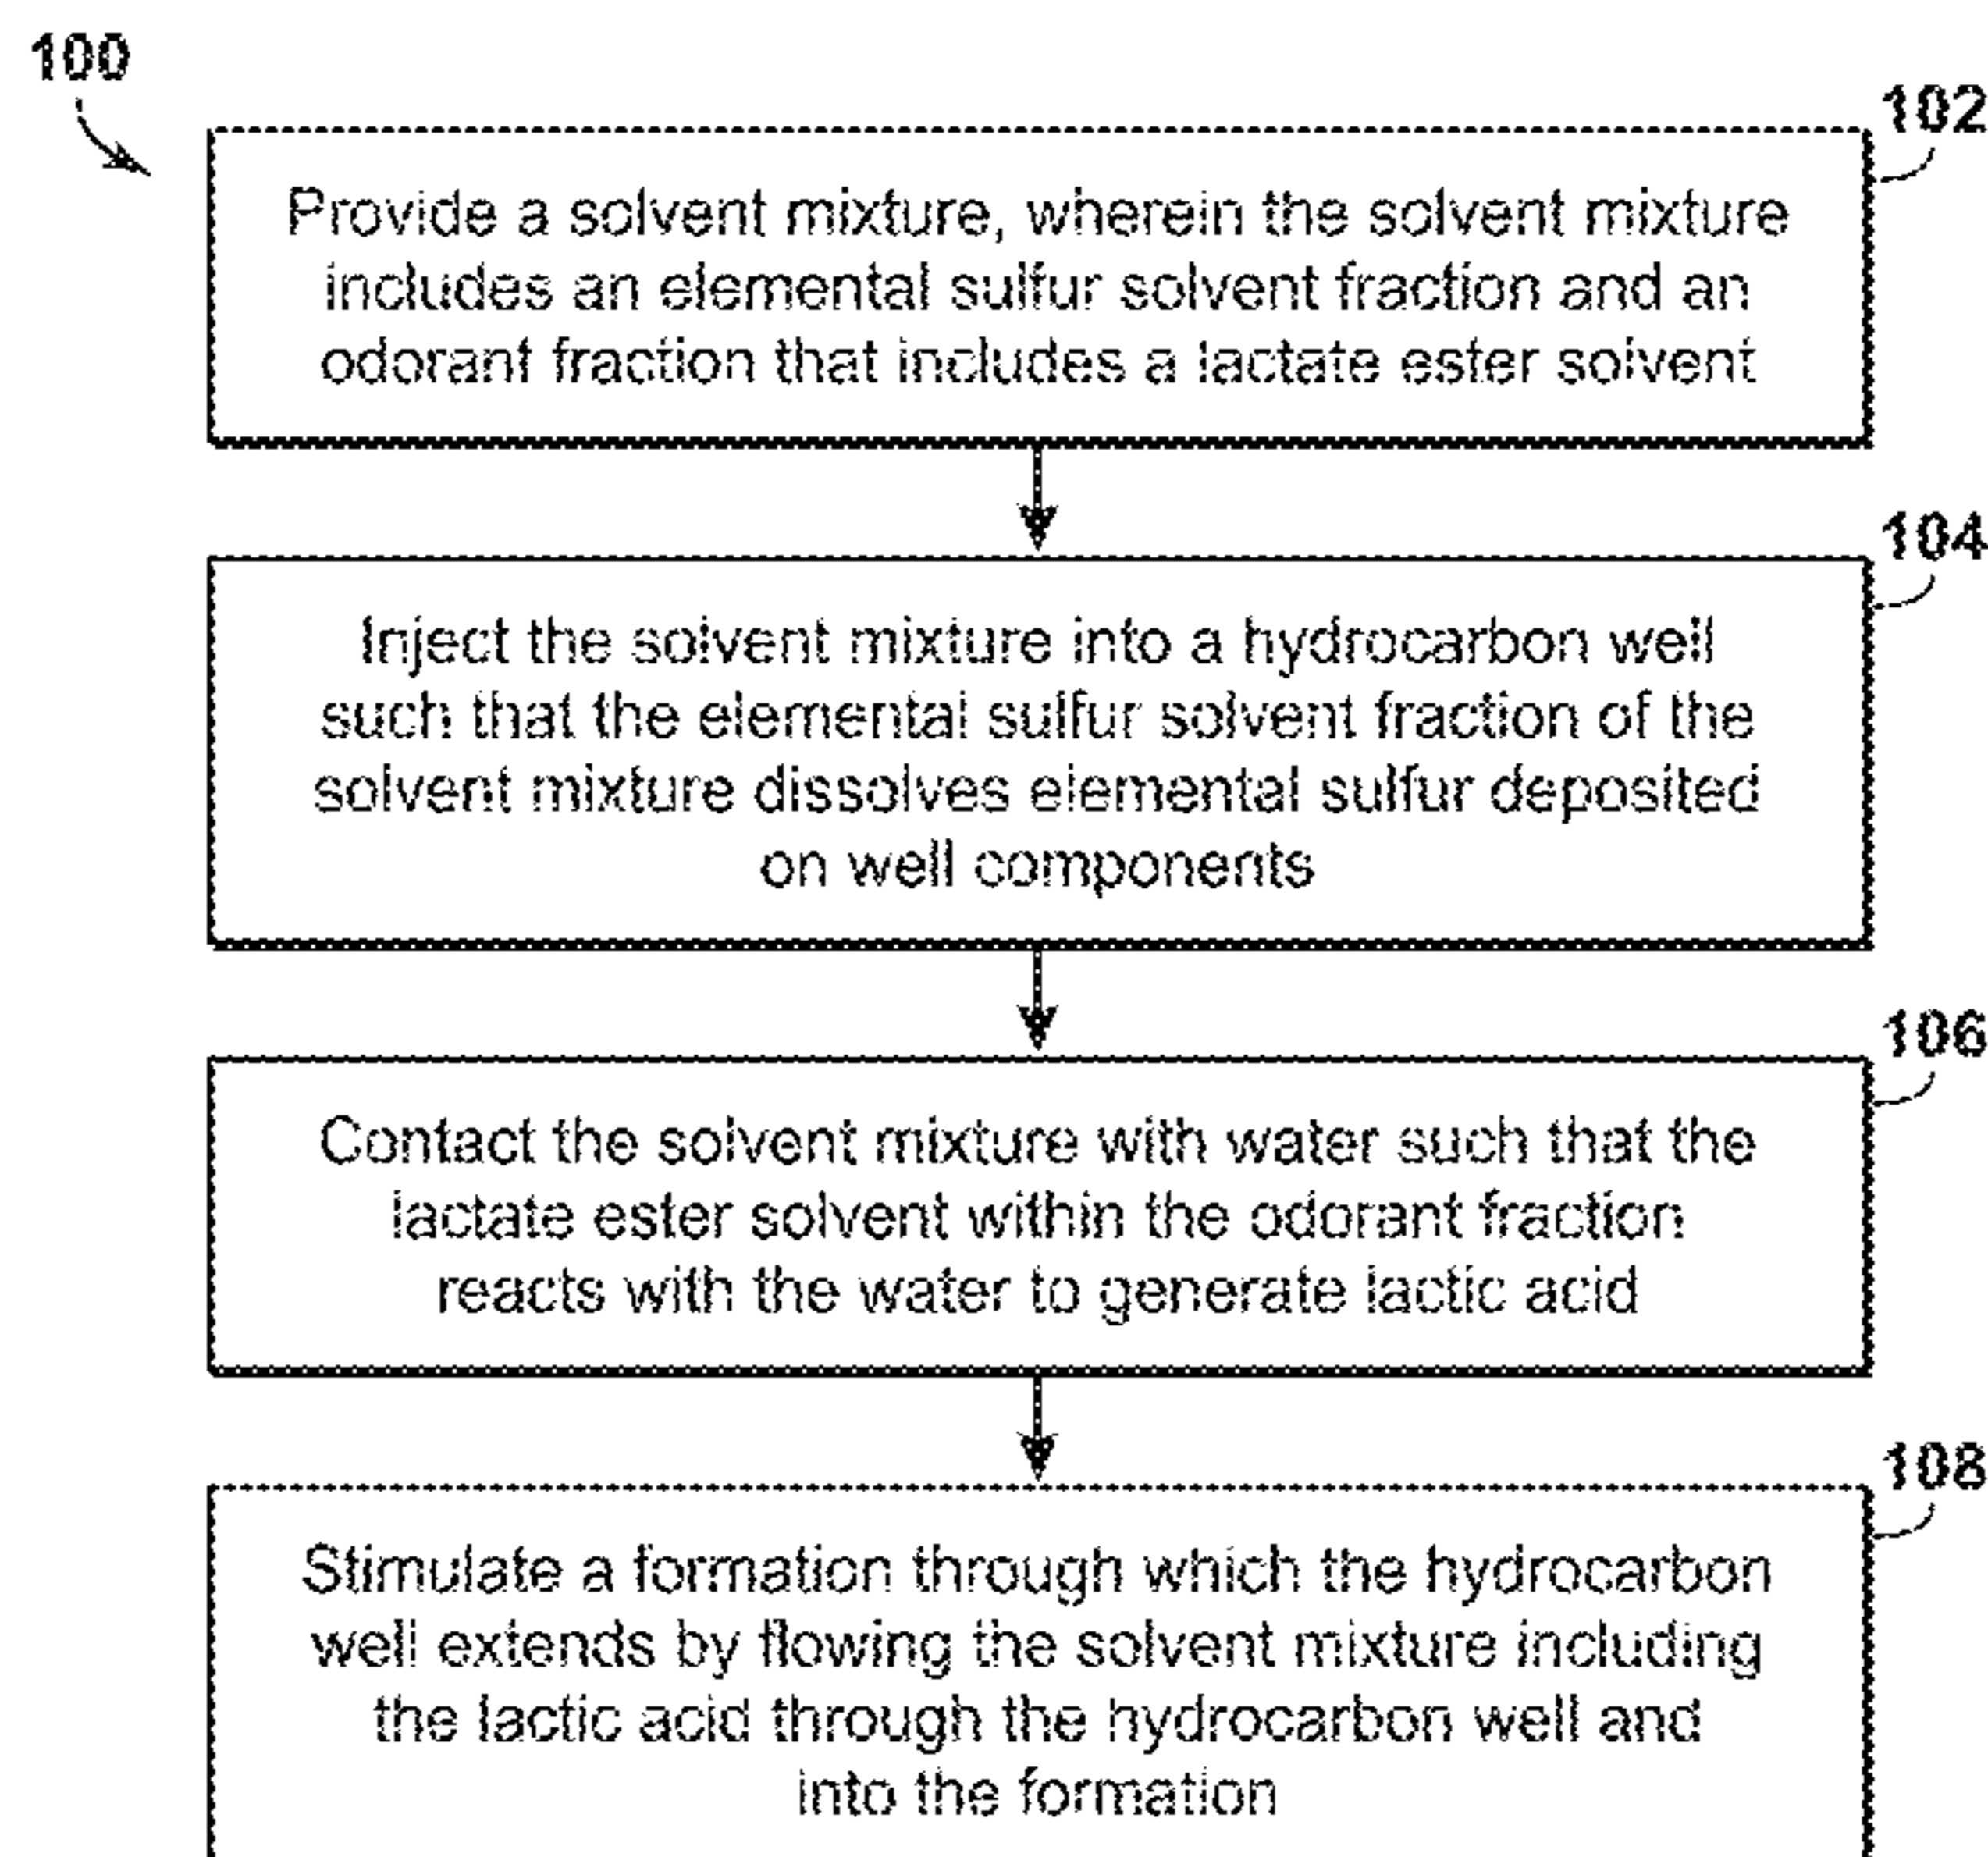 100
102
Provide a solvent mixture, wherein the solvent mixture
includes an elemental sulfur solvent fraction and an
odorant fraction that includes a lactate ester solvent
104
Inject the solvent mixture into a hydrocarbon well
such that the elemental sulfur solvent fraction of the
solvent mixture dissolves elemental sulfur deposited
on well components
106
Contact the solvent mixture with water such that the
lactate ester solvent within the odorant fraction
reacts with the water to generate lactic acid
108
Stimulate a formation through which the hydrocarbon
well extends by flowing the solvent mixture including
the lactic acid through the hydrocarbon well and
into the formation